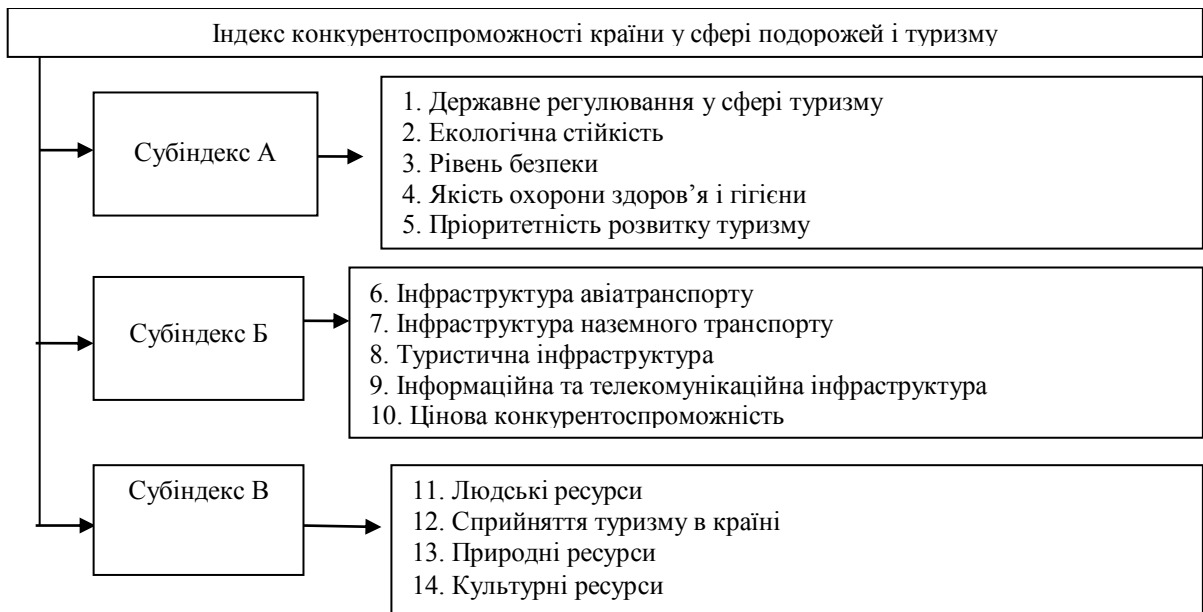 Індекс конкурентоспроможності країни у сфері подорожей і туризму
Субіндекс А
1. Державне регулювання у сфері туризму
2. Екологічна стійкість
3. Рівень безпеки
4. Якість охорони здоров’я і гігієни
5. Пріоритетність розвитку туризму
Субіндекс Б
6. Інфраструктура авіатранспорту
7. Інфраструктура наземного транспорту
8. Туристична інфраструктура
9. Інформаційна та телекомунікаційна інфраструктура
10. Цінова конкурентоспроможність
Субіндекс В
11. Людські ресурси
12. Сприйняття туризму в країні
13. Природні ресурси
14. Культурні ресурси